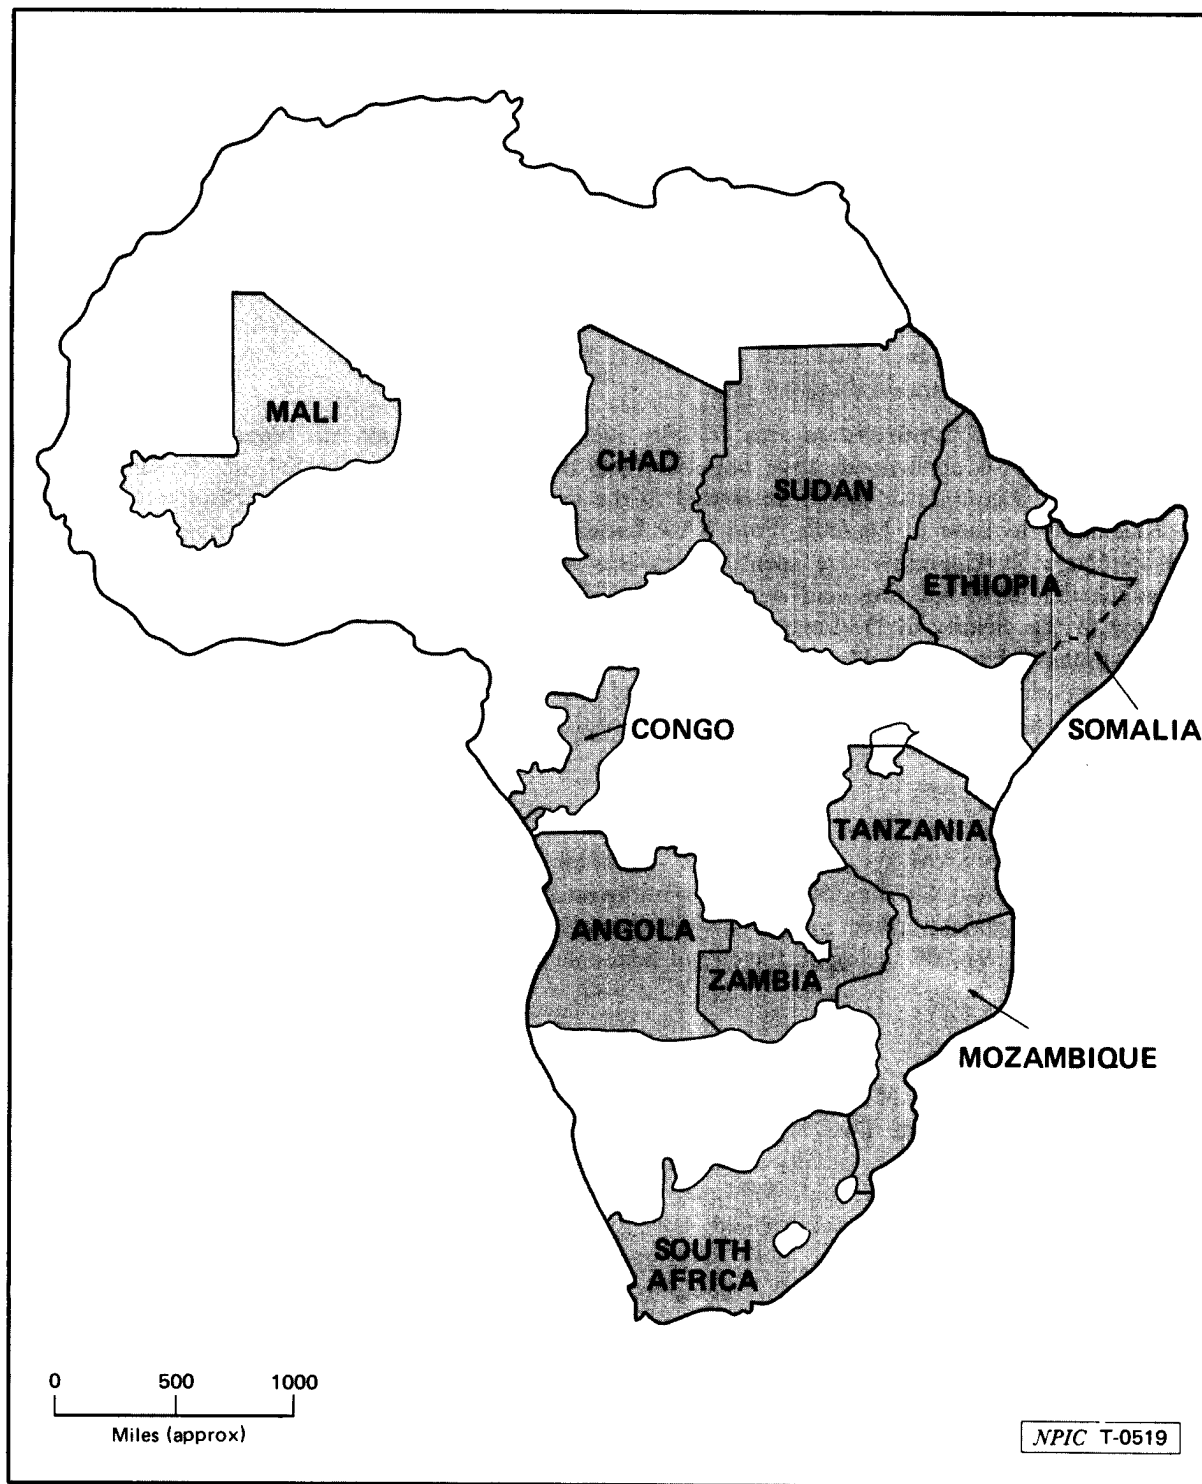 MALI
CHAD
SUDAN
ETHIOPIA
CONGO
SOMALIA
TANZANIA
ANGOLA
ZAMBIA
MOZAMBIQUE
SOUTH
AFRICA
0 500 1000
Miles (approx)
NPIC T-0519